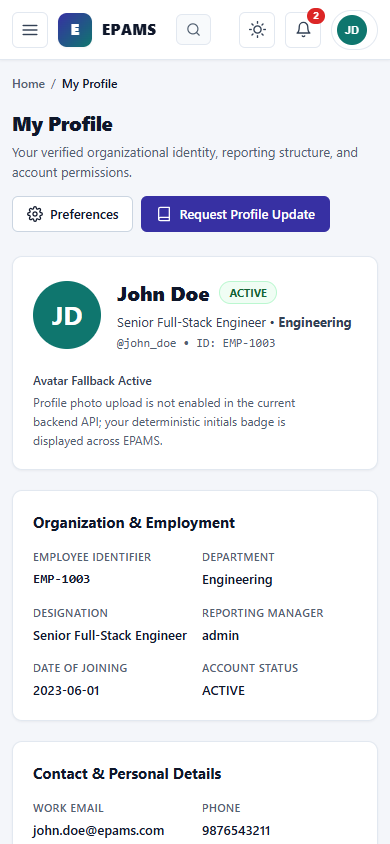 E EPAMS 2 JD
Home / My Profile
My Profile
Your verified organizational identity, reporting structure, and
account permissions.
Preferences Request Profile Update
JD
John Doe ACTIVE
Senior Full-Stack Engineer • Engineering
@john_doe • ID: EMP-1003
Avatar Fallback Active
Profile photo upload is not enabled in the current
backend API; your deterministic initials badge is
displayed across EPAMS.
Organization & Employment
EMPLOYEE IDENTIFIER DEPARTMENT
EMP-1003 Engineering
DESIGNATION REPORTING MANAGER
Senior Full-Stack Engineer admin
DATE OF JOINING ACCOUNT STATUS
2023-06-01 ACTIVE
Contact & Personal Details
WORK EMAIL PHONE
john.doe@epams.com 9876543211